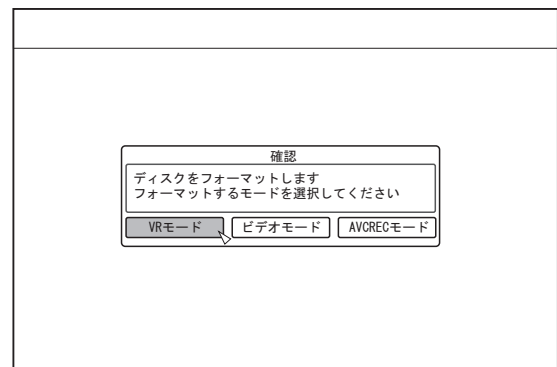 確認
ディスクをフォーマットします
フォーマットするモードを選択してください
VRモード
ビデオモード
AVCRECモード